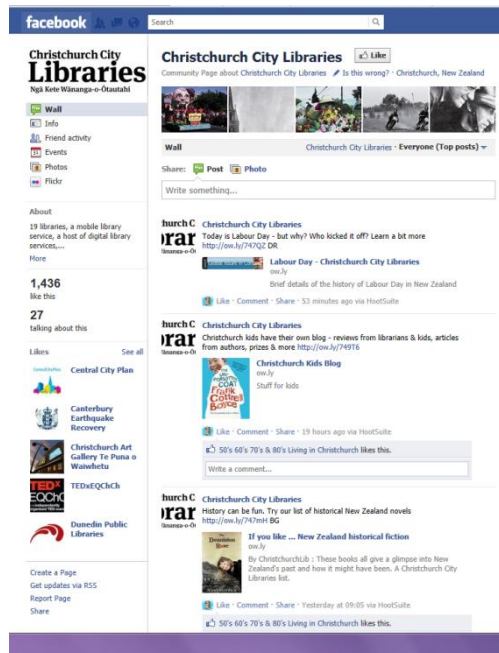 facebook
Search
Christchurch City
Libraries
Ngā Kete Wānanga-o-Ōtautahi
Wall
Info
Friend activity
Events
Photos
Flickr
About
19 libraries, a mobile library
service, a host of digital library
services,...
More
1,436
like this
27
talking about this
Likes
See all
Central City Plan
Canterbury
Earthquake
Recovery
Christchurch Art
Gallery Te Puna o
Waiwhetu
TEDxEQChCh
Dunedin Public
Libraries
Create a Page
Get updates via RSS
Report Page
Share
Christchurch City Libraries
Like
Community Page about Christchurch City Libraries Is this wrong? · Christchurch, New Zealand
Wall
Christchurch City Libraries · Everyone (Top posts)
Share: Post Photo
Write something...
Christchurch City Libraries
Today is Labour Day - but why? Who kicked it off? Learn a bit more
http://ow.ly/747QZ DR
Labour Day - Christchurch City Libraries
ow.ly
Brief details of the history of Labour Day in New Zealand
Like · Comment · Share · 53 minutes ago via HootSuite
Christchurch City Libraries
Christchurch kids have their own blog - reviews from librarians & kids, articles
from authors, prizes & more http://ow.ly/749T6
Christchurch Kids Blog
ow.ly
Stuff for kids
Like · Comment · Share · 19 hours ago via HootSuite
50's 60's 70's & 80's Living in Christchurch likes this.
Write a comment...
Christchurch City Libraries
History can be fun. Try our list of historical New Zealand novels
http://ow.ly/747mH BG
If you like ... New Zealand historical fiction
ow.ly
By ChristchurchLib : These books all give a glimpse into New
Zealand's past and how it might have been. A Christchurch City
Libraries list.
Like · Comment · Share · Yesterday at 09:05 via HootSuite
50's 60's 70's & 80's Living in Christchurch likes this.